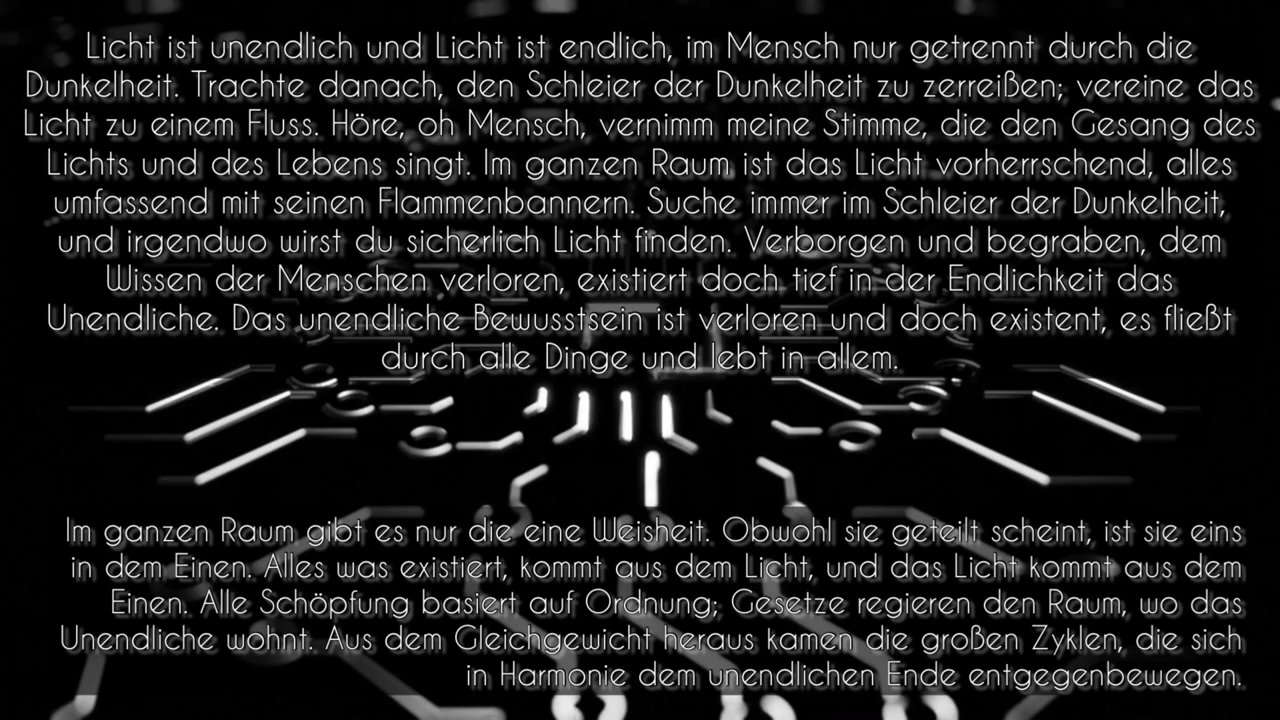 Licht ist unendlich und Licht ist endlich, im Mensch nur getrennt durch die
Dunkelheit. Trachte danach, den Schleier der Dunkelheit zu zerreißen; vereine das
Licht zu einem Fluss. Höre, oh Mensch, vernimm meine Stimme, die den Gesang des
Lichts und des Lebens singt. Im ganzen Raum ist das Licht vorherrschend, alles
umfassend mit seinen Flammenbannern. Suche immer im Schleier der Dunkelheit,
und irgendwo wirst du sicherlich Licht finden. Verborgen und begraben, dem
Wissen der Menschen verloren, existiert doch tief in der Endlichkeit das
Unendliche. Das unendliche Bewusstsein ist verloren und doch existent, es fließt
durch alle Dinge und lebt in allem.
Im ganzen Raum gibt es nur die eine Weisheit. Obwohl sie geteilt scheint, ist sie eins
in dem Einen. Alles was existiert, kommt aus dem Licht, und das Licht kommt aus dem
Einen. Alle Schöpfung basiert auf Ordnung; Gesetze regieren den Raum, wo das
Unendliche wohnt. Aus dem Gleichgewicht heraus kamen die großen Zyklen, die sich
in Harmonie dem unendlichen Ende entgegenbewegen.